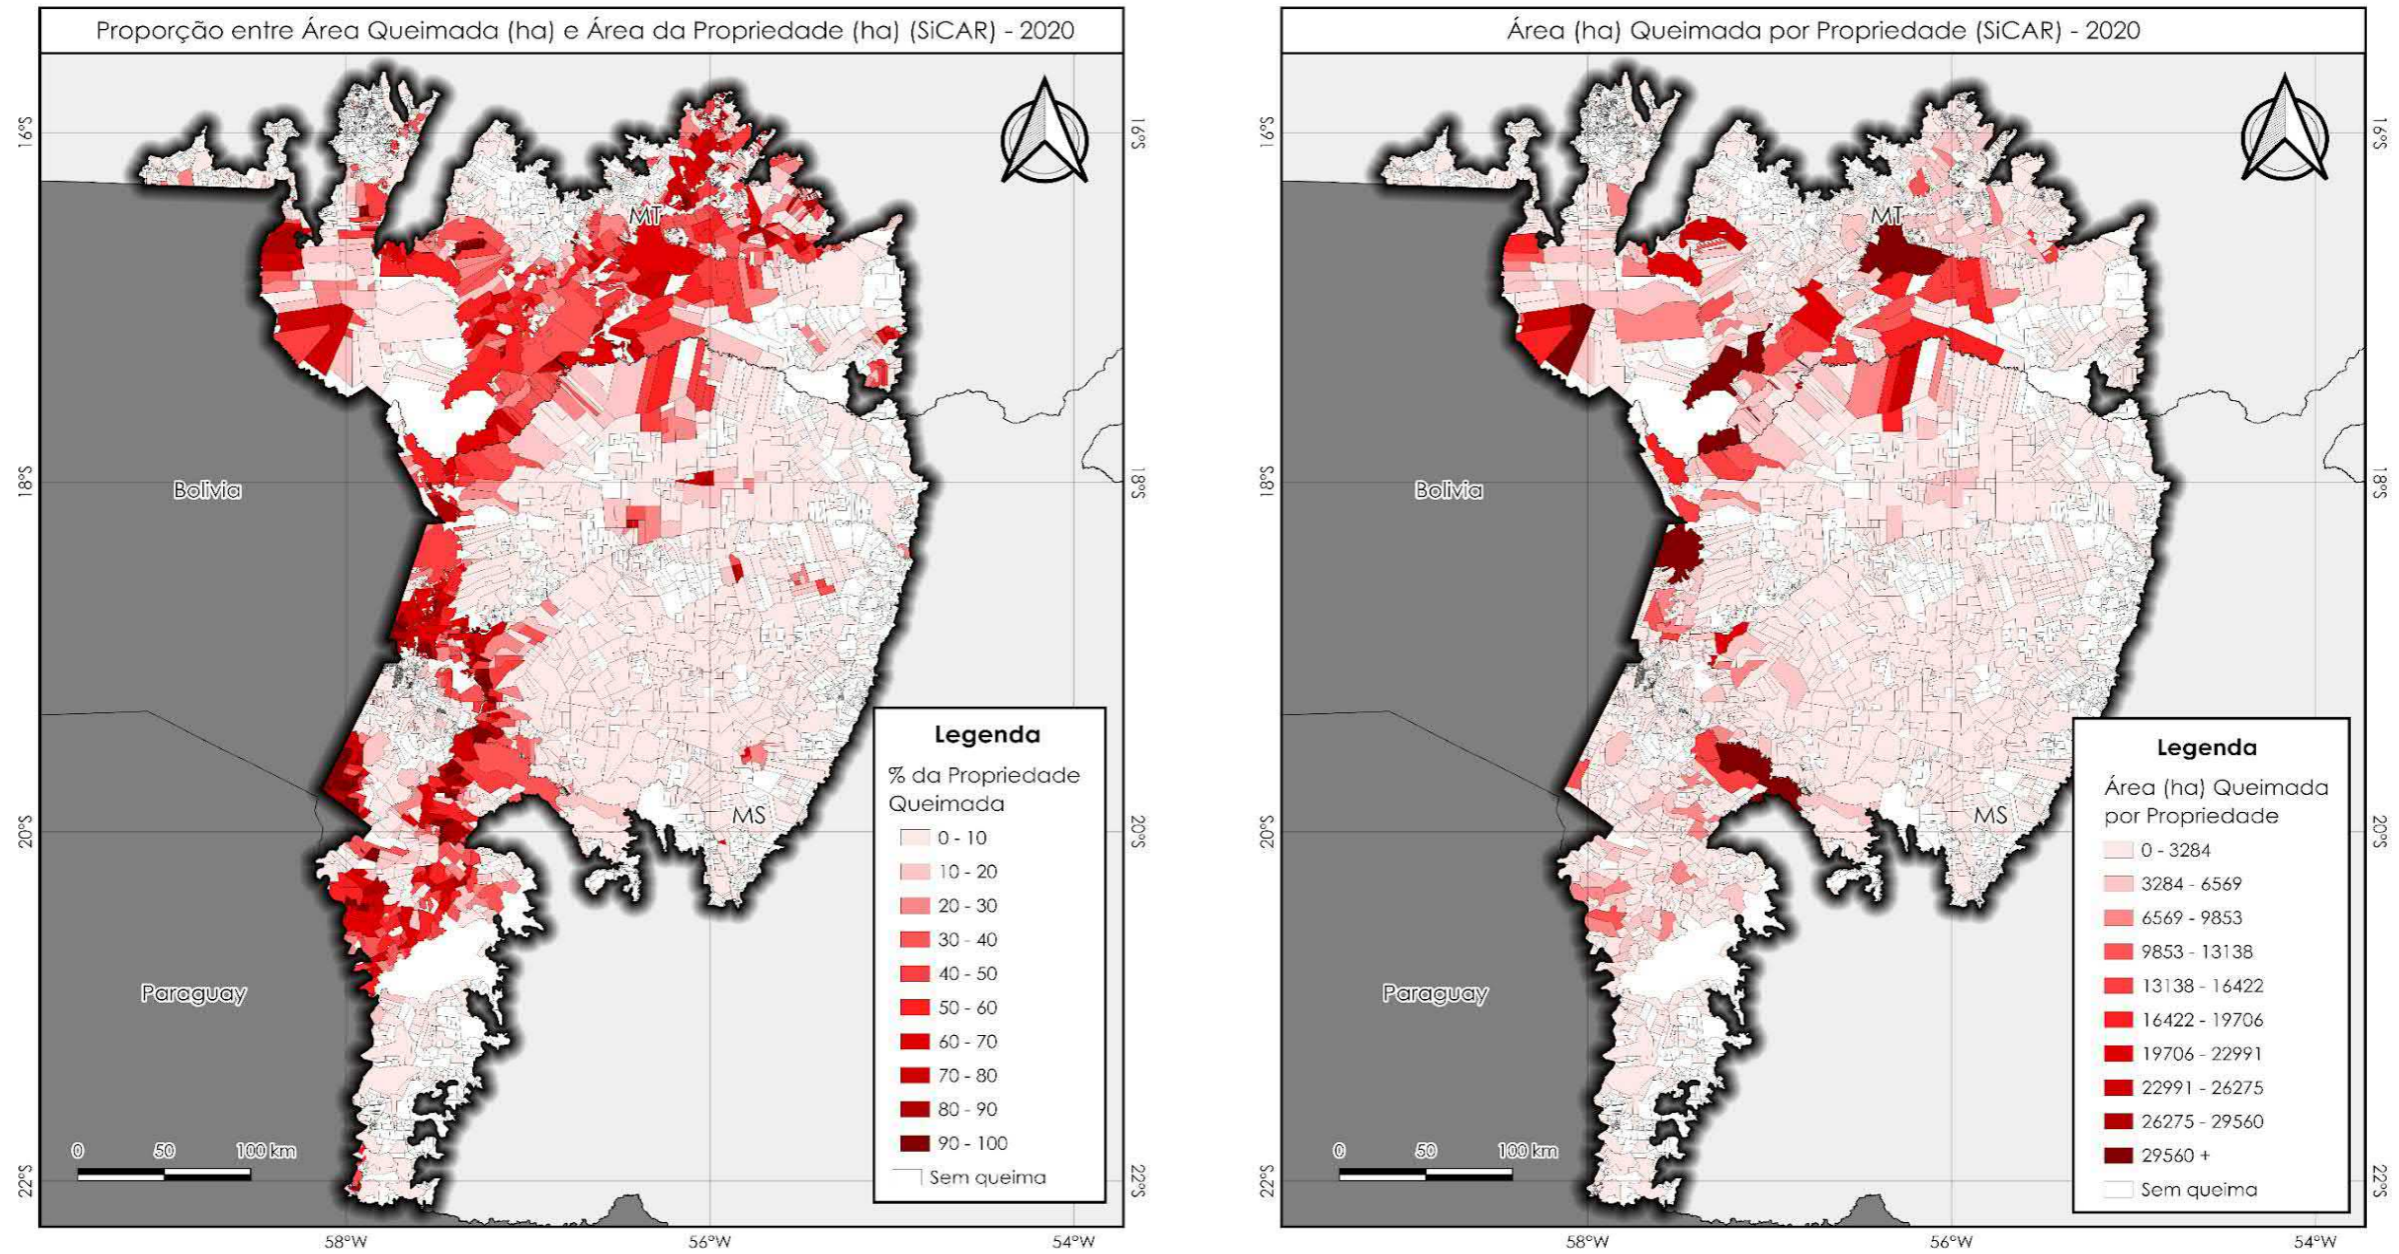 Proporção entre Área Queimada (ha) e Área da Propriedade (ha) (SiCAR) - 2020
16°S
16°S
MT
18°S
Bolivia
18°S
20°S
MS
20°S
Paraguay
Legenda
% da Propriedade
Queimada
0 - 10
10 - 20
20 - 30
30 - 40
40 - 50
50 - 60
60 - 70
70 - 80
80 - 90
90 - 100
Sem queima
0 50 100 km
22°S
22°S
58°W 56°W 54°W
Área (ha) Queimada por Propriedade (SiCAR) - 2020
16°S
16°S
MT
18°S
Bolivia
18°S
20°S
MS
20°S
Paraguay
Legenda
Área (ha) Queimada
por Propriedade
0 - 3284
3284 - 6569
6569 - 9853
9853 - 13138
13138 - 16422
16422 - 19706
19706 - 22991
22991 - 26275
26275 - 29560
29560 +
Sem queima
0 50 100 km
22°S
22°S
58°W 56°W 54°W